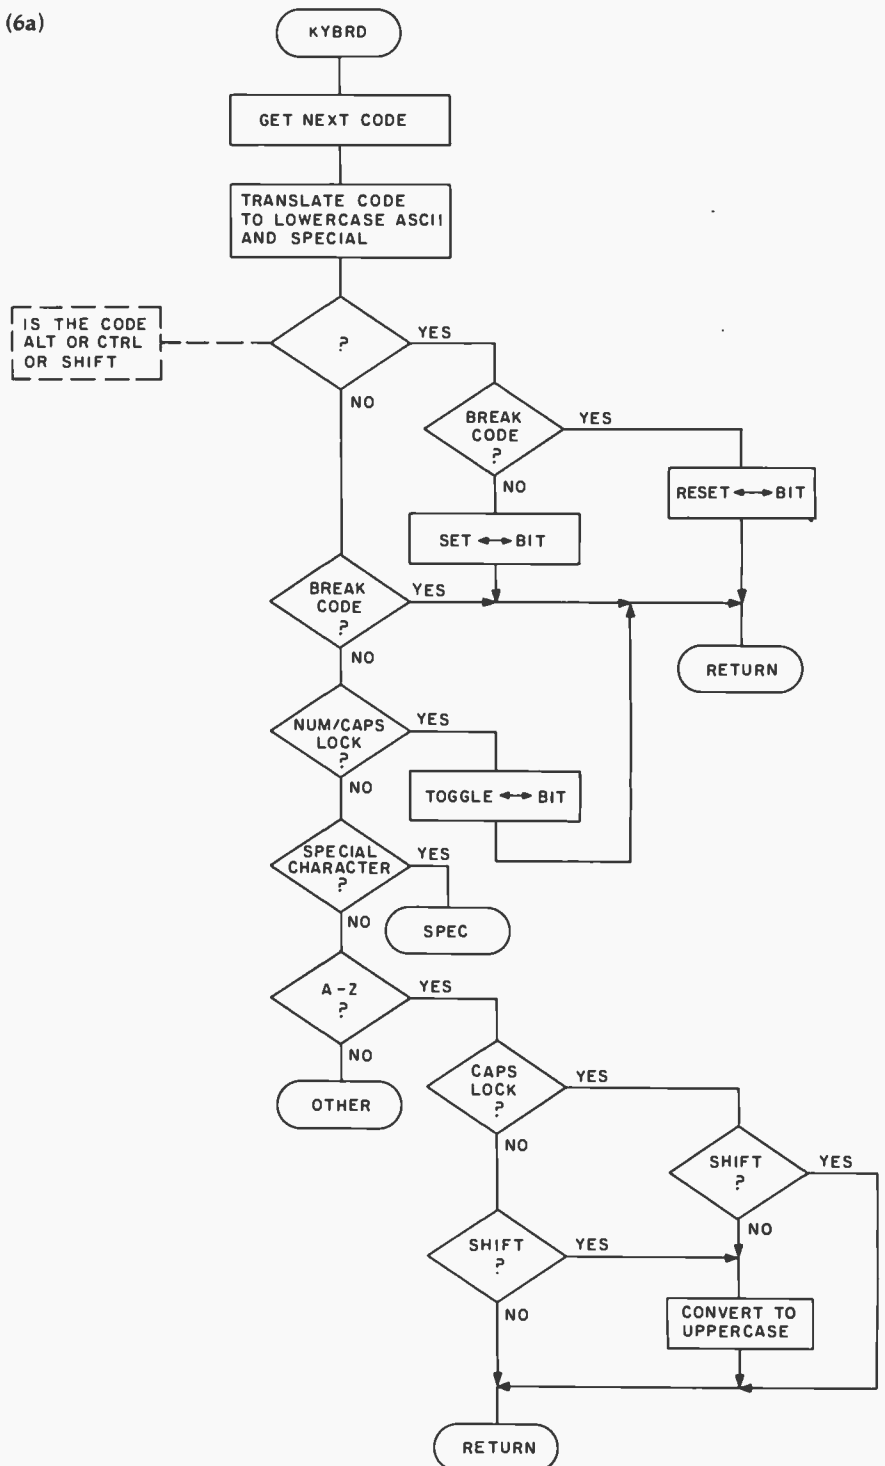 (6a)
KYBRD
GET NEXT CODE
TRANSLATE CODE
TO LOWERCASE ASCII
AND SPECIAL
IS THE CODE
ALT OR CTRL
OR SHIFT
?
YES
NO
BREAK
CODE
?
YES
NO
RESET ↔ BIT
SET ↔ BIT
BREAK
CODE
?
YES
NO
RETURN
NUM/CAPS
LOCK
?
YES
NO
TOGGLE ↔ BIT
SPECIAL
CHARACTER
?
YES
NO
SPEC
A-Z
?
YES
NO
OTHER
CAPS
LOCK
?
YES
NO
SHIFT
?
YES
NO
SHIFT
?
YES
NO
CONVERT TO
UPPERCASE
RETURN